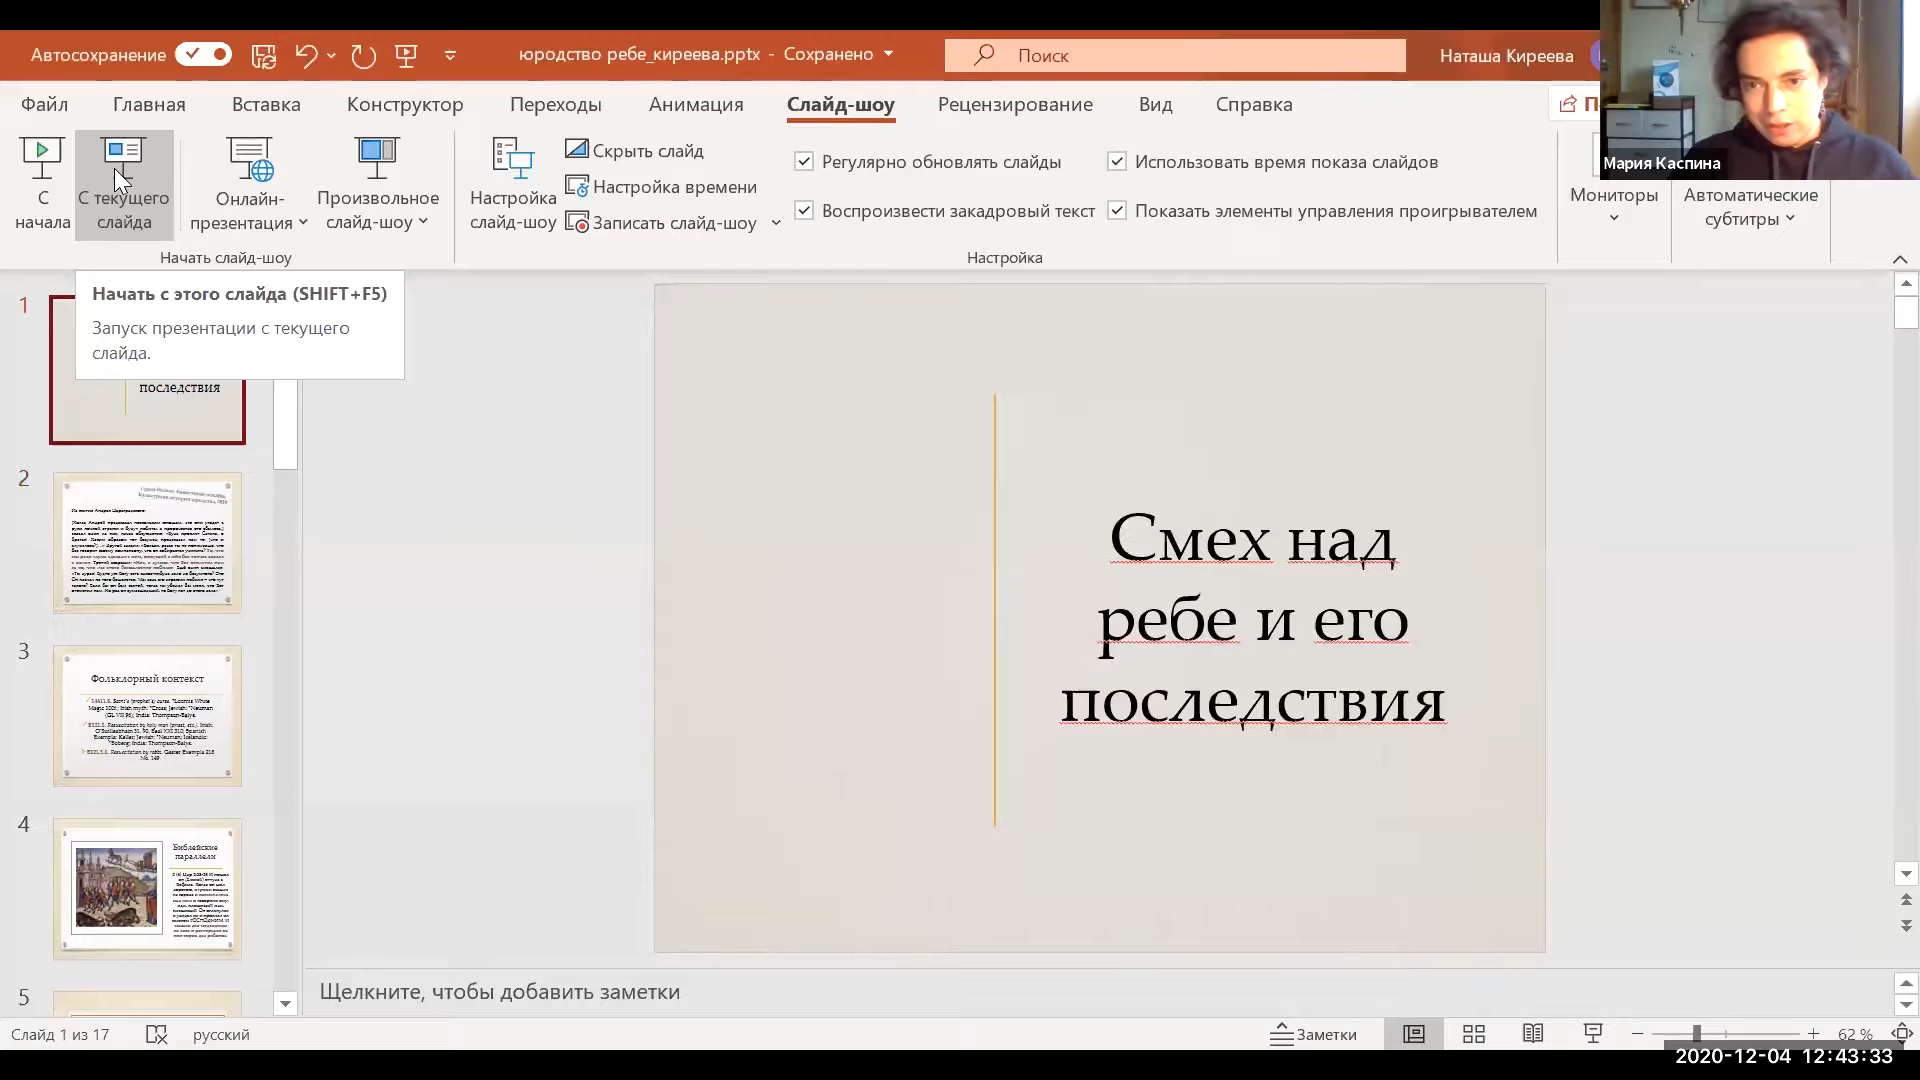 Автосохранение
юродство ребе_киреева.pptx - Сохранено
Поиск
Наташа Киреева
Файл Главная Вставка Конструктор Переходы Анимация Слайд-шоу Рецензирование Вид Справка
С начала
С текущего слайда
Онлайн-презентация
Произвольное слайд-шоу
Начать слайд-шоу
Настройка слайд-шоу
Скрыть слайд
Настройка времени
Записать слайд-шоу
Регулярно обновлять слайды
Воспроизвести закадровый текст
Использовать время показа слайдов
Показать элементы управления проигрывателем
Настройка
Мониторы
Автоматические субтитры
Мария Каспина
Начать с этого слайда (SHIFT+F5)
Запуск презентации с текущего
слайда.
1
последствия
2
3
Фольклорный контекст
4
Библейские
параллели
5
Смех над
ребе и его
последствия
Щелкните, чтобы добавить заметки
Слайд 1 из 17
русский
Заметки
62 %
2020-12-04 12:43:33